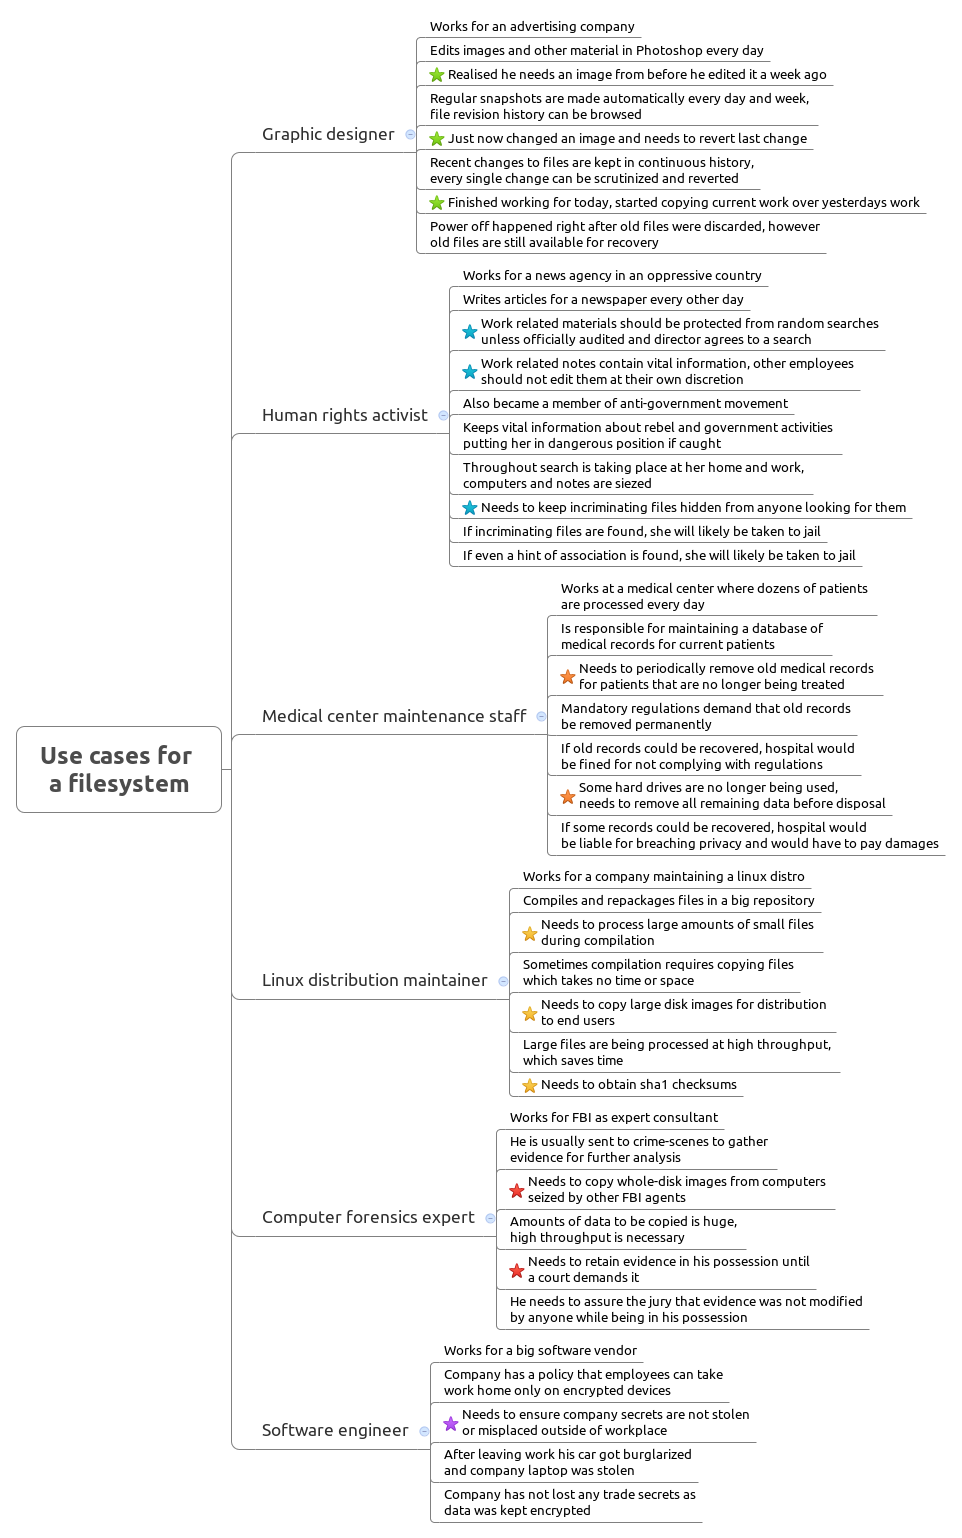 Use cases for
a filesystem
Graphic designer
Works for an advertising company
Edits images and other material in Photoshop every day
Realised he needs an image from before he edited it a week ago
Regular snapshots are made automatically every day and week,
file revision history can be browsed
Just now changed an image and needs to revert last change
Recent changes to files are kept in continuous history,
every single change can be scrutinized and reverted
Finished working for today, started copying current work over yesterdays work
Power off happened right after old files were discarded, however
old files are still available for recovery
Human rights activist
Works for a news agency in an oppressive country
Writes articles for a newspaper every other day
Work related materials should be protected from random searches
unless officially audited and director agrees to a search
Work related notes contain vital information, other employees
should not edit them at their own discretion
Also became a member of anti-government movement
Keeps vital information about rebel and government activities
putting her in dangerous position if caught
Throughout search is taking place at her home and work,
computers and notes are siezed
Needs to keep incriminating files hidden from anyone looking for them
If incriminating files are found, she will likely be taken to jail
If even a hint of association is found, she will likely be taken to jail
Medical center maintenance staff
Works at a medical center where dozens of patients
are processed every day
Is responsible for maintaining a database of
medical records for current patients
Needs to periodically remove old medical records
for patients that are no longer being treated
Mandatory regulations demand that old records
be removed permanently
If old records could be recovered, hospital would
be fined for not complying with regulations
Some hard drives are no longer being used,
needs to remove all remaining data before disposal
If some records could be recovered, hospital would
be liable for breaching privacy and would have to pay damages
Linux distribution maintainer
Works for a company maintaining a linux distro
Compiles and repackages files in a big repository
Needs to process large amounts of small files
during compilation
Sometimes compilation requires copying files
which takes no time or space
Needs to copy large disk images for distribution
to end users
Large files are being processed at high throughput,
which saves time
Needs to obtain sha1 checksums
Computer forensics expert
Works for FBI as expert consultant
He is usually sent to crime-scenes to gather
evidence for further analysis
Needs to copy whole-disk images from computers
seized by other FBI agents
Amounts of data to be copied is huge,
high throughput is necessary
Needs to retain evidence in his possession until
a court demands it
He needs to assure the jury that evidence was not modified
by anyone while being in his possession
Software engineer
Works for a big software vendor
Company has a policy that employees can take
work home only on encrypted devices
Needs to ensure company secrets are not stolen
or misplaced outside of workplace
After leaving work his car got burglarized
and company laptop was stolen
Company has not lost any trade secrets as
data was kept encrypted